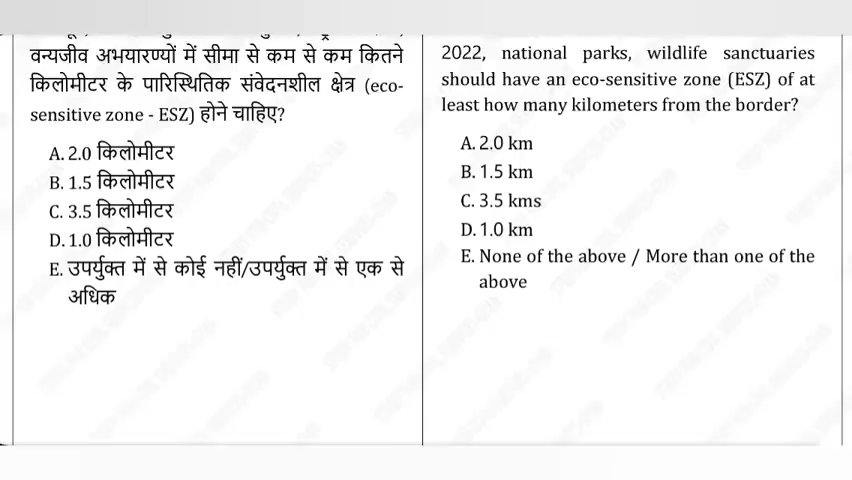 वन्यजीव अभयारण्यों में सीमा से कम से कम कितने
किलोमीटर के पारिस्थितिक संवेदनशील क्षेत्र (eco-
sensitive zone - ESZ) होने चाहिए?
A. 2.0 किलोमीटर
B. 1.5 किलोमीटर
C. 3.5 किलोमीटर
D. 1.0 किलोमीटर
E. उपर्युक्त में से कोई नहीं/उपर्युक्त में से एक से
अधिक
2022, national parks, wildlife sanctuaries
should have an eco-sensitive zone (ESZ) of at
least how many kilometers from the border?
A. 2.0 km
B. 1.5 km
C. 3.5 kms
D. 1.0 km
E. None of the above / More than one of the
above